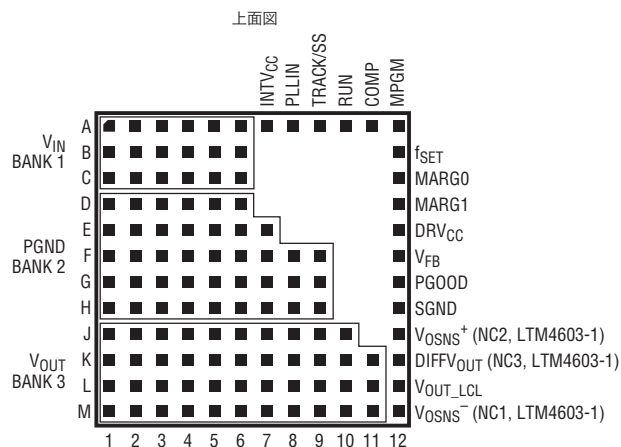 上面図
INTVCC
PLLIN
TRACK/SS
RUN
COMP
MPGM
VIN
BANK 1
PGND
BANK 2
VOUT
BANK 3
A
B
C
D
E
F
G
H
J
K
L
M
fSET
MARG0
MARG1
DRVCC
VFB
PGOOD
SGND
VOSNS+ (NC2, LTM4603-1)
DIFFVOUT (NC3, LTM4603-1)
VOUT_LCL
VOSNS– (NC1, LTM4603-1)
1 2 3 4 5 6 7 8 9 10 11 12